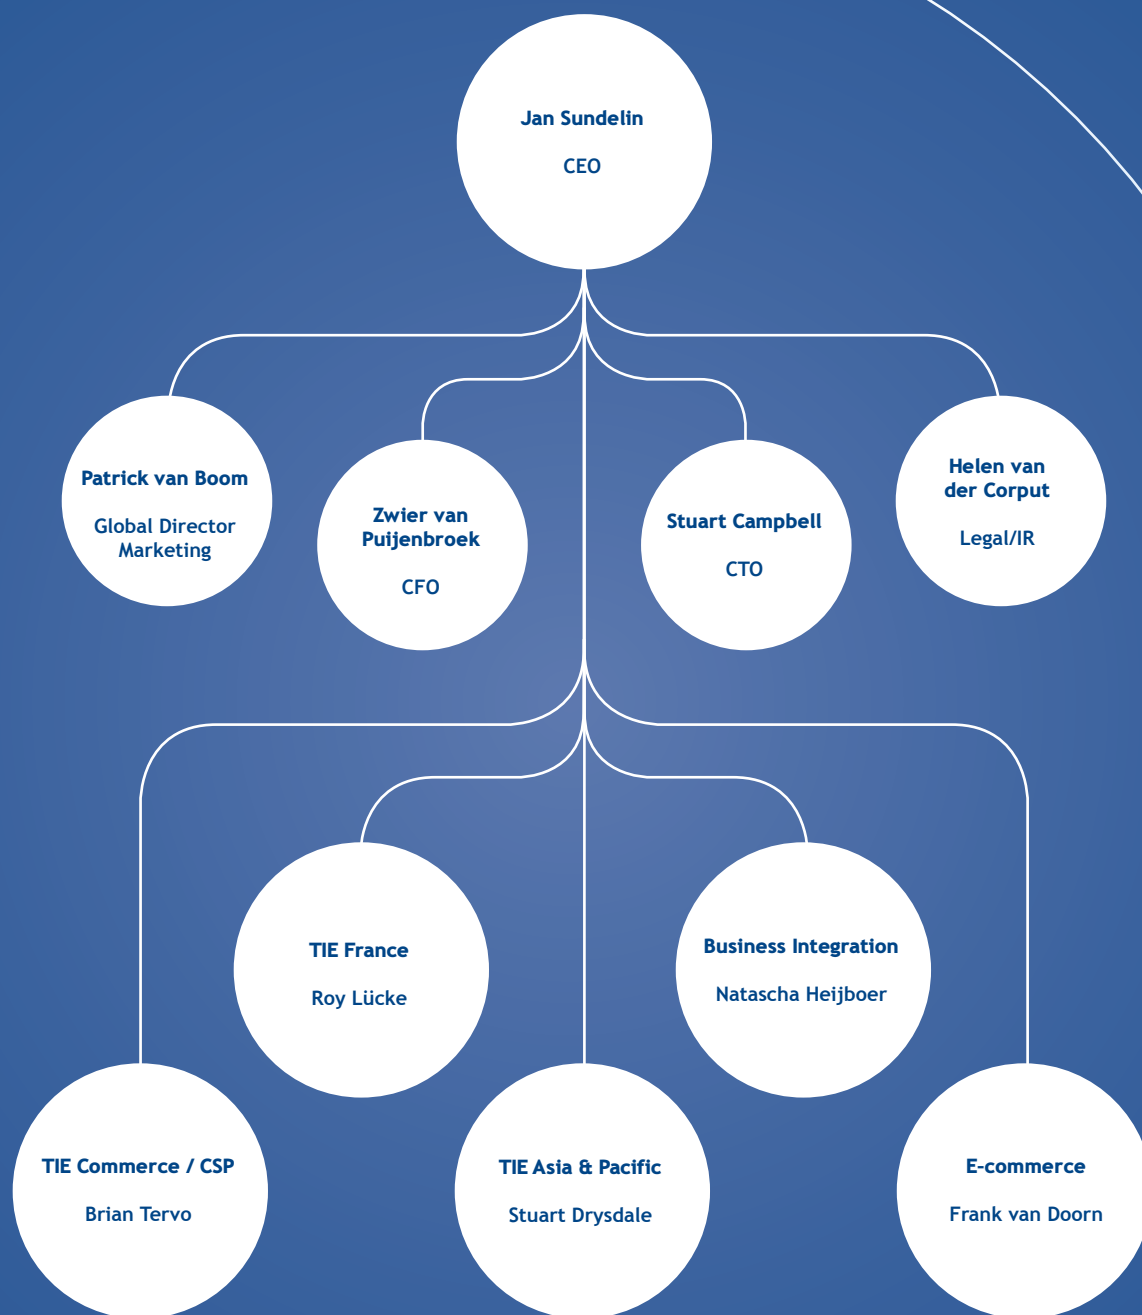 Jan Sundelin
CEO
Patrick van Boom
Global Director
Marketing
Zwier van
Puijenbroek
CFO
Stuart Campbell
CTO
Helen van
der Corput
Legal/IR
TIE France
Roy Lücke
Business Integration
Natascha Heijboer
TIE Commerce / CSP
Brian Tervo
TIE Asia & Pacific
Stuart Drysdale
E-commerce
Frank van Doorn